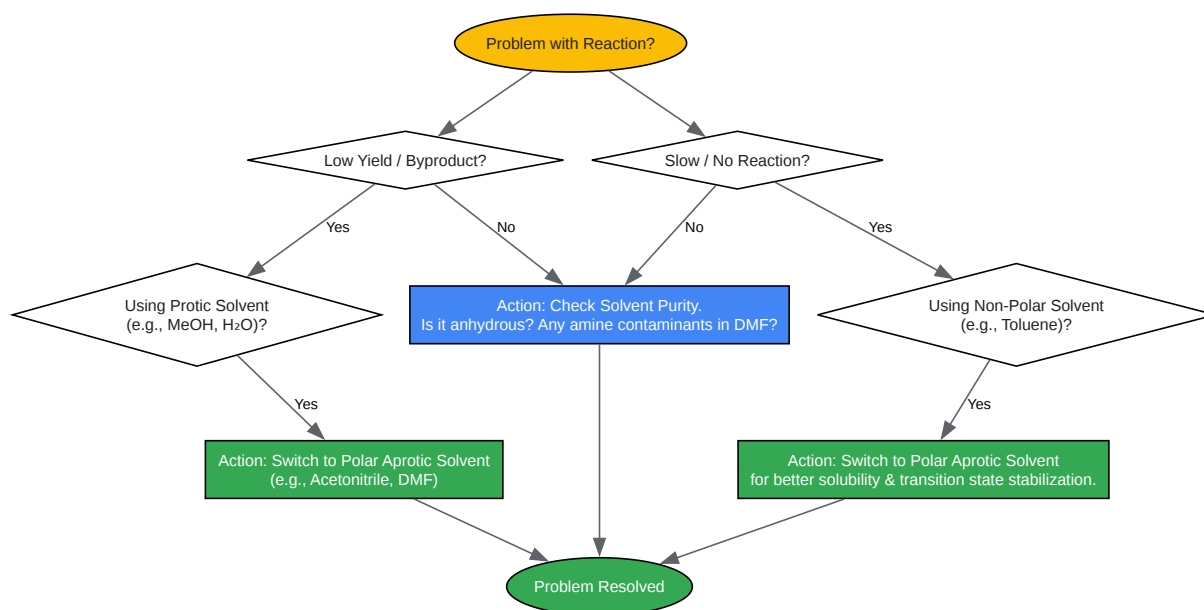 Problem with Reaction?
Low Yield / Byproduct?
Slow / No Reaction?
Yes
No
No
Yes
Using Protic Solvent
(e.g., MeOH, H₂O)?
Action: Check Solvent Purity.
Is it anhydrous? Any amine contaminants in DMF?
Using Non-Polar Solvent
(e.g., Toluene)?
Yes
Yes
Action: Switch to Polar Aprotic Solvent
(e.g., Acetonitrile, DMF)
Action: Switch to Polar Aprotic Solvent
for better solubility & transition state stabilization.
Problem Resolved